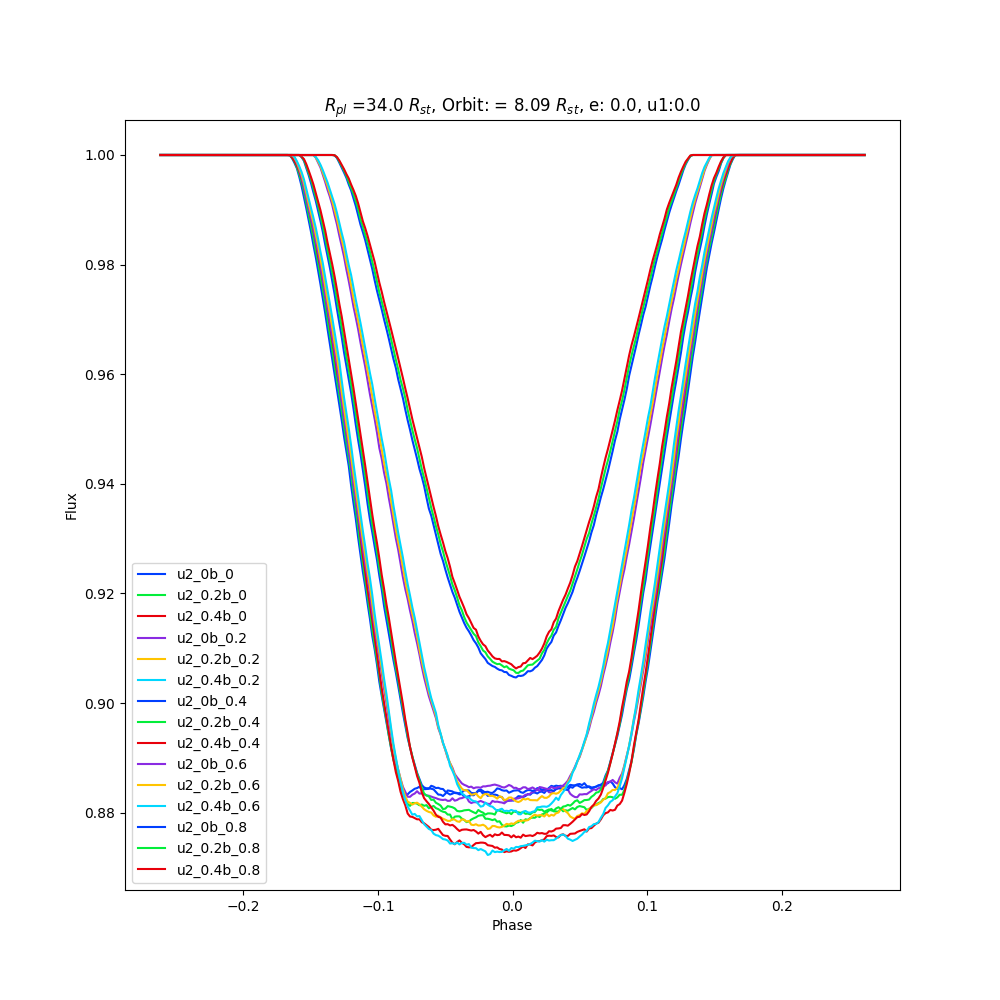 R_pl =34.0 R_st, Orbit: = 8.09 R_st, e: 0.0, u1:0.0
1.00
0.98
0.96
0.94
0.92
0.90
0.88
Flux
u2_0b_0
u2_0.2b_0
u2_0.4b_0
u2_0b_0.2
u2_0.2b_0.2
u2_0.4b_0.2
u2_0b_0.4
u2_0.2b_0.4
u2_0.4b_0.4
u2_0b_0.6
u2_0.2b_0.6
u2_0.4b_0.6
u2_0b_0.8
u2_0.2b_0.8
u2_0.4b_0.8
−0.2 −0.1 0.0 0.1 0.2
Phase